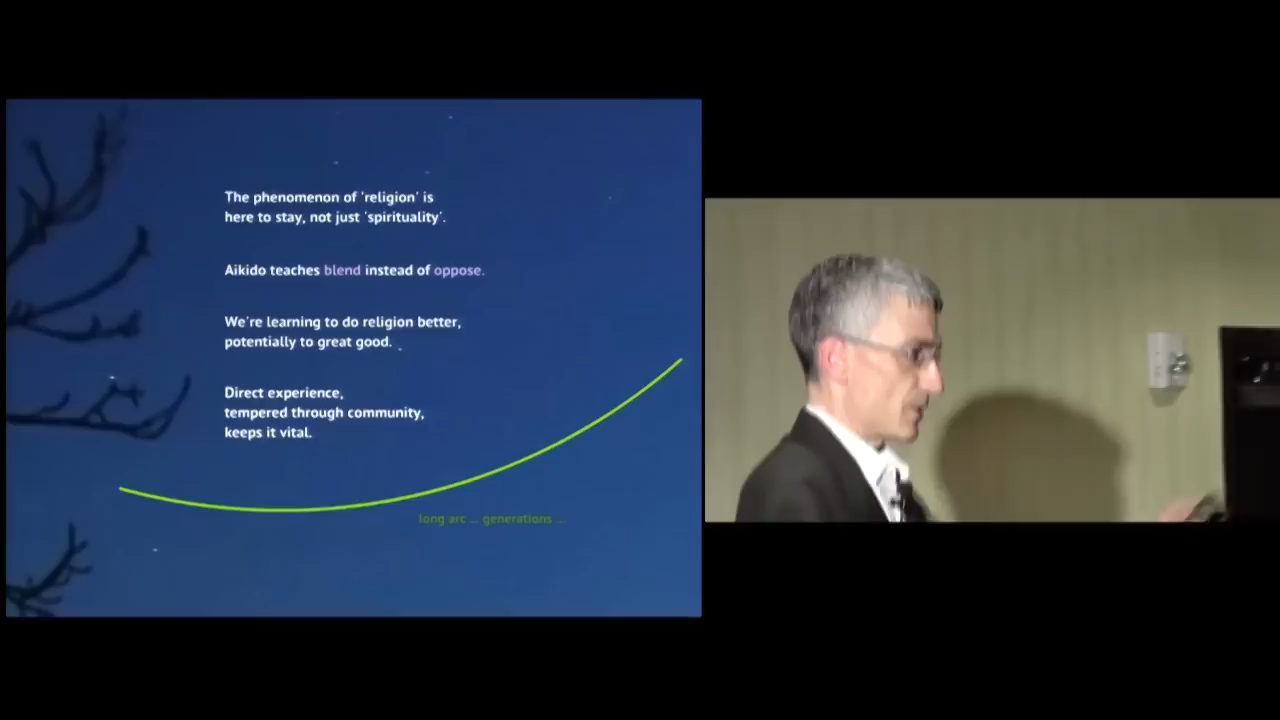 The phenomenon of 'religion' is
here to stay, not just 'spirituality'.
Aikido teaches blend instead of oppose.
We're learning to do religion better,
potentially to great good.
Direct experience,
tempered through community,
keeps it vital.
long arc ... generations ...